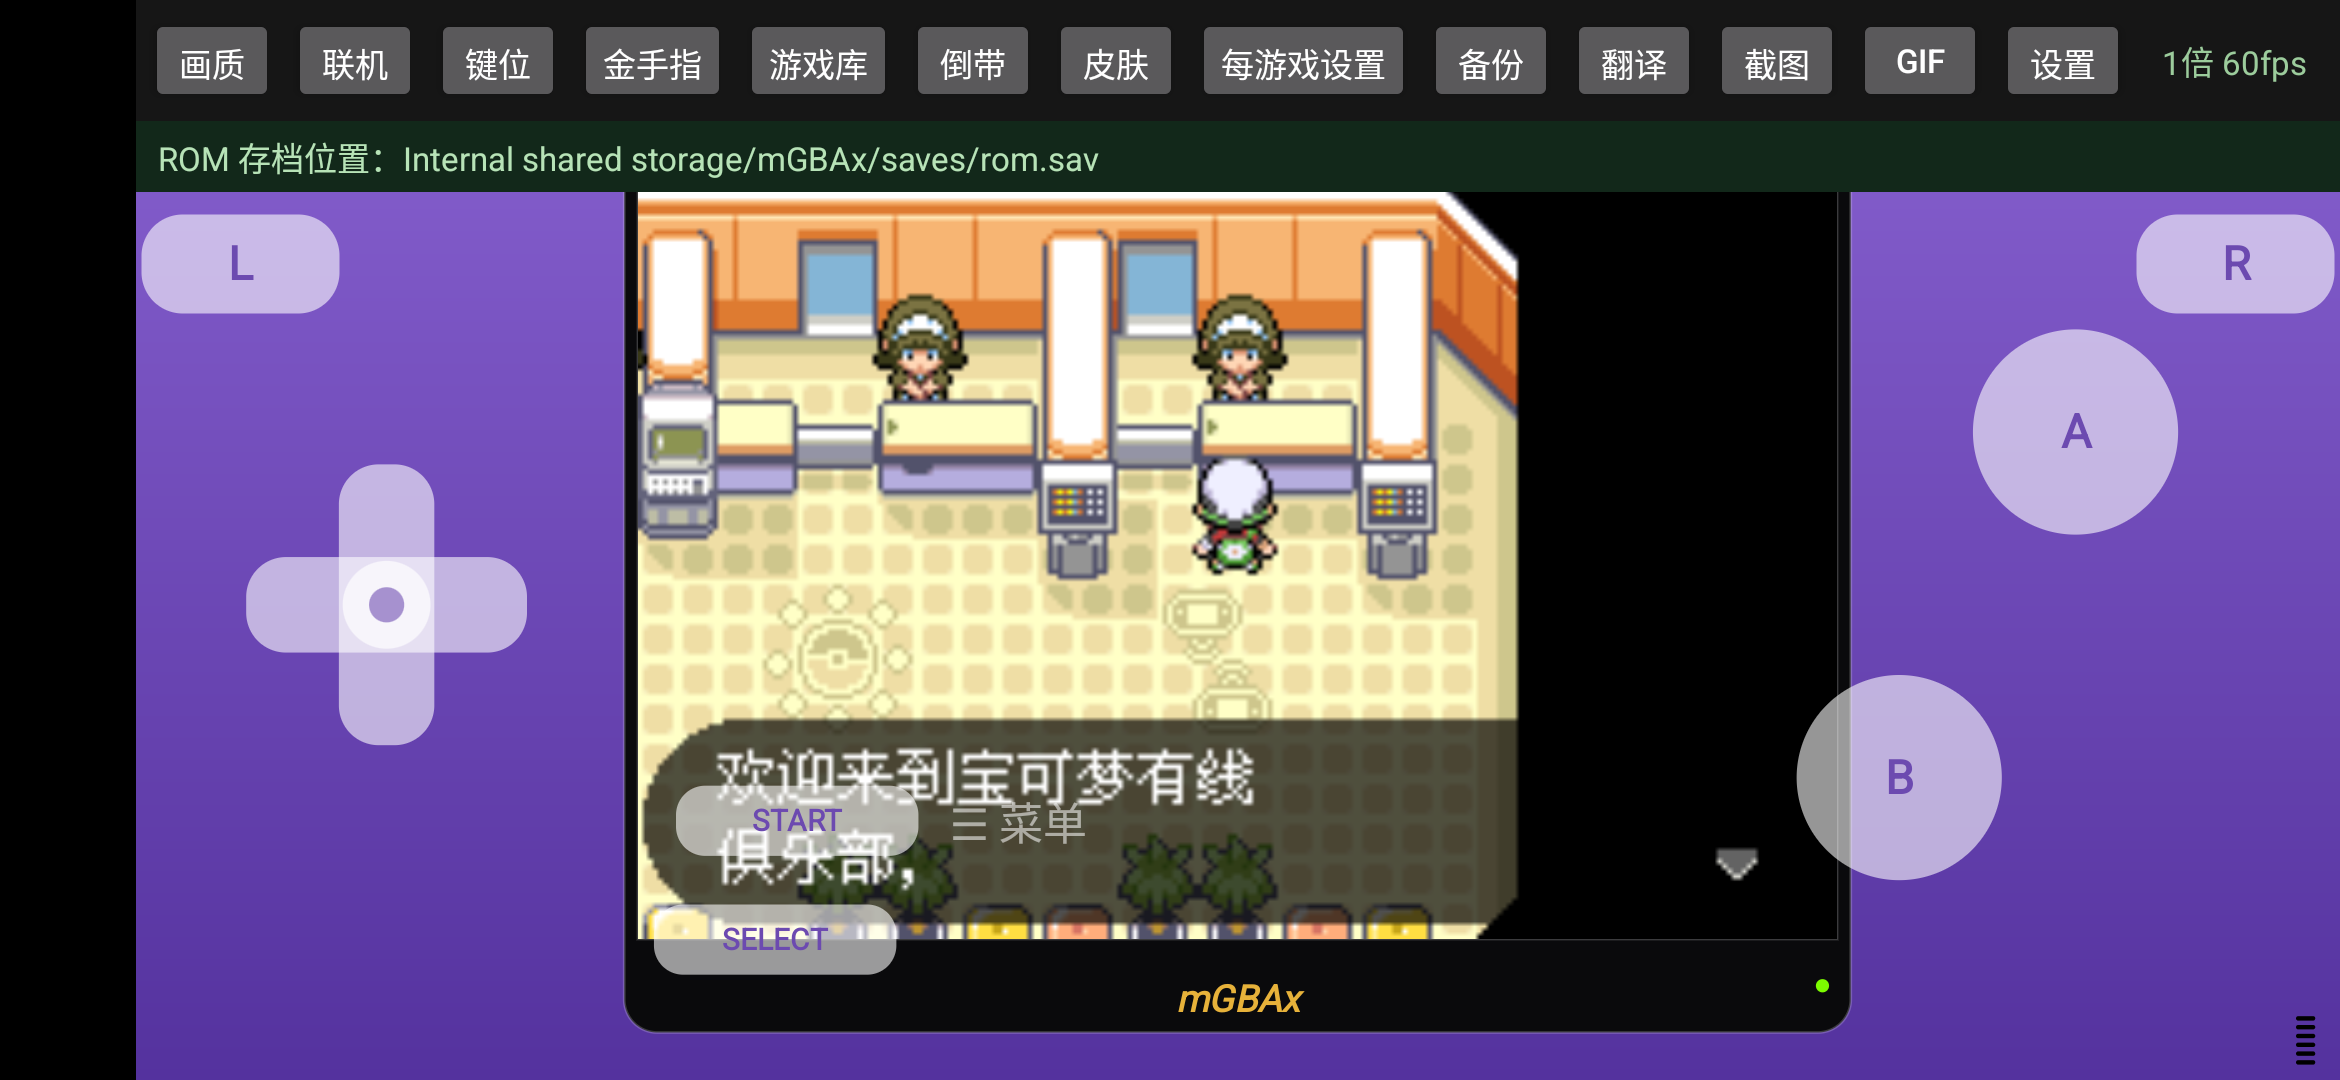 画质 联机 键位 金手指 游戏库 倒带 皮肤 每游戏设置 备份 翻译 截图 GIF 设置 1倍 60fps
ROM 存档位置：Internal shared storage/mGBAx/saves/rom.sav
L
R
A
欢迎来到宝可梦有线
B
START
☰ 菜单
俱乐部，
SELECT
mGBAx